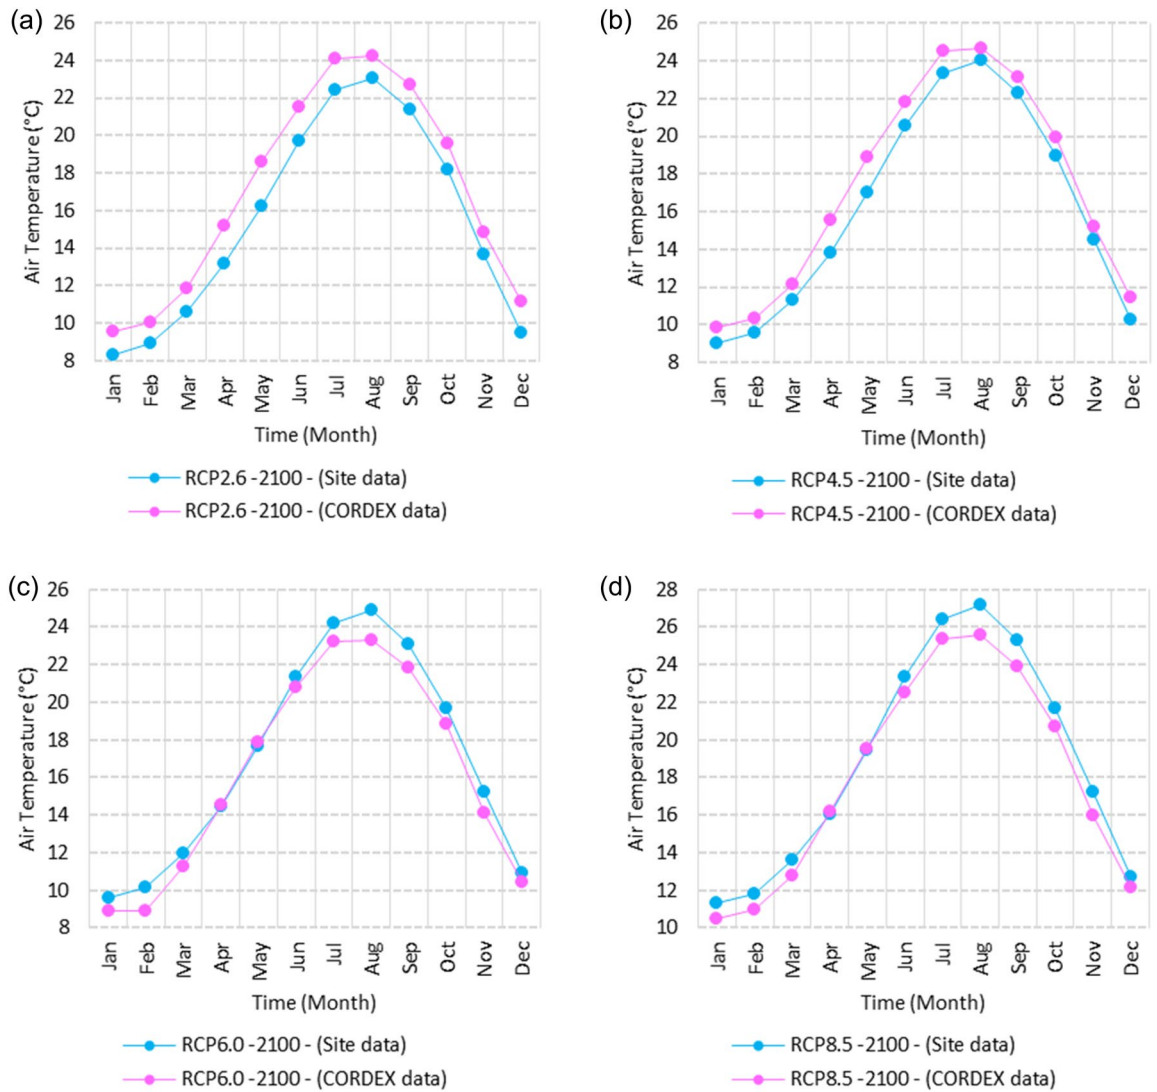 (a)
26
24
22
20
18
16
14
12
10
8
Air Temperature (°C)
Jan Feb Mar Apr May Jun Jul Aug Sep Oct Nov Dec
Time (Month)
RCP2.6 -2100 - (Site data)
RCP2.6 -2100 - (CORDEX data)
(b)
26
24
22
20
18
16
14
12
10
8
Air Temperature (°C)
Jan Feb Mar Apr May Jun Jul Aug Sep Oct Nov Dec
Time (Month)
RCP4.5 -2100 - (Site data)
RCP4.5 -2100 - (CORDEX data)
(c)
26
24
22
20
18
16
14
12
10
8
Air Temperature (°C)
Jan Feb Mar Apr May Jun Jul Aug Sep Oct Nov Dec
Time (Month)
RCP6.0 -2100 - (Site data)
RCP6.0 -2100 - (CORDEX data)
(d)
28
26
24
22
20
18
16
14
12
10
Air Temperature (°C)
Jan Feb Mar Apr May Jun Jul Aug Sep Oct Nov Dec
Time (Month)
RCP8.5 -2100 - (Site data)
RCP8.5 -2100 - (CORDEX data)